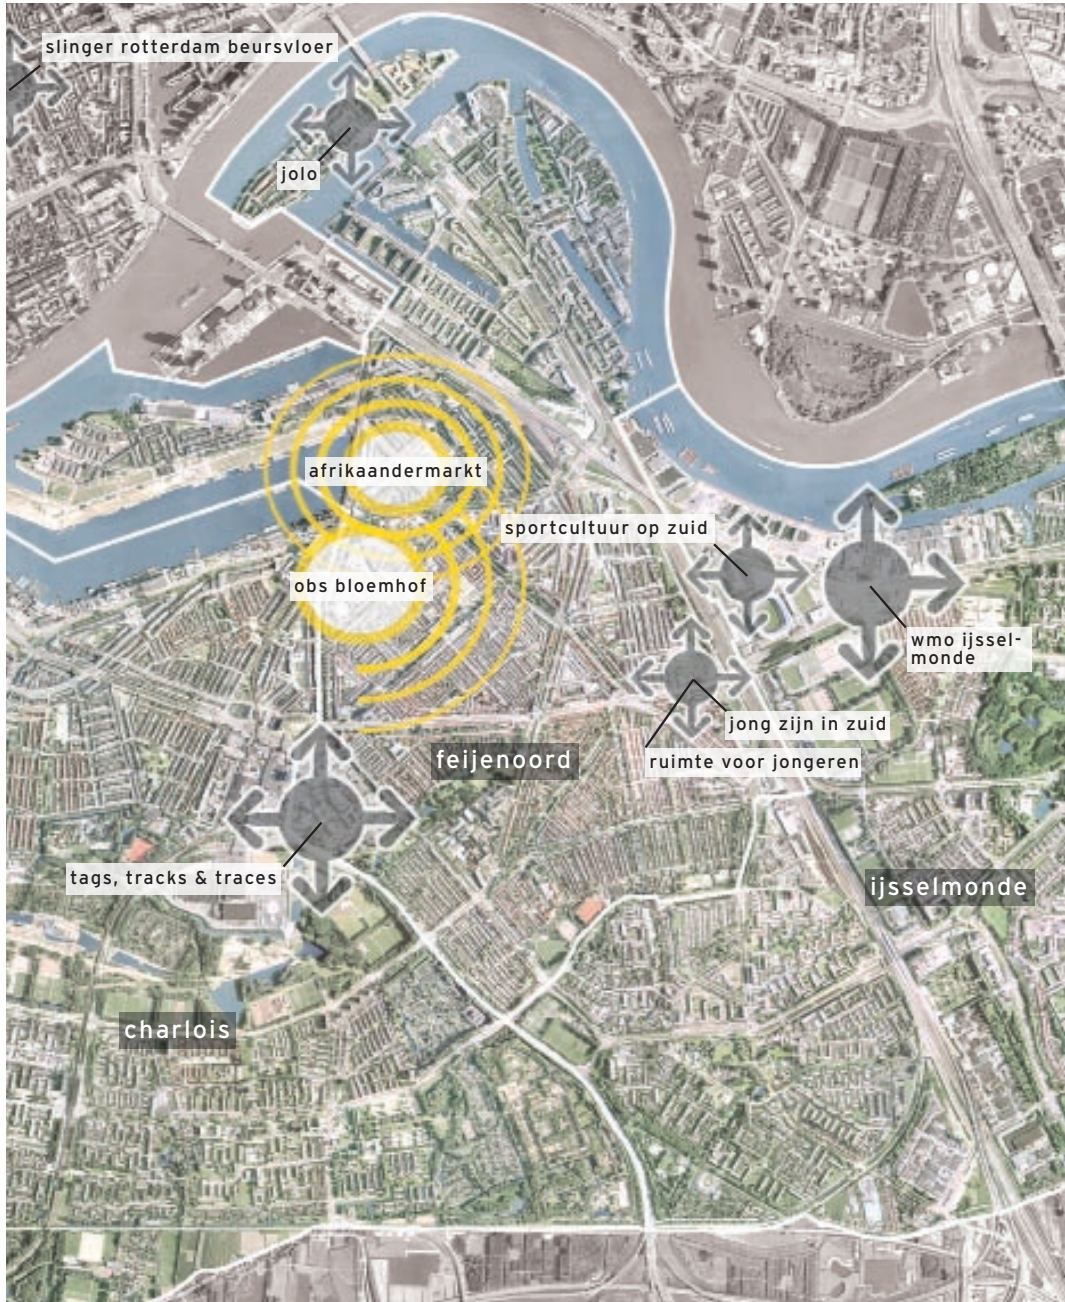 slinger rotterdam beursvloer
jolo
afrikaandermarkt
sportcultuur op zuid
obs bloemhof
wmo ijssel-
monde
jong zijn in zuid
feijenoord
ruimte voor jongeren
tags, tracks & traces
ijsselmonde
charlois